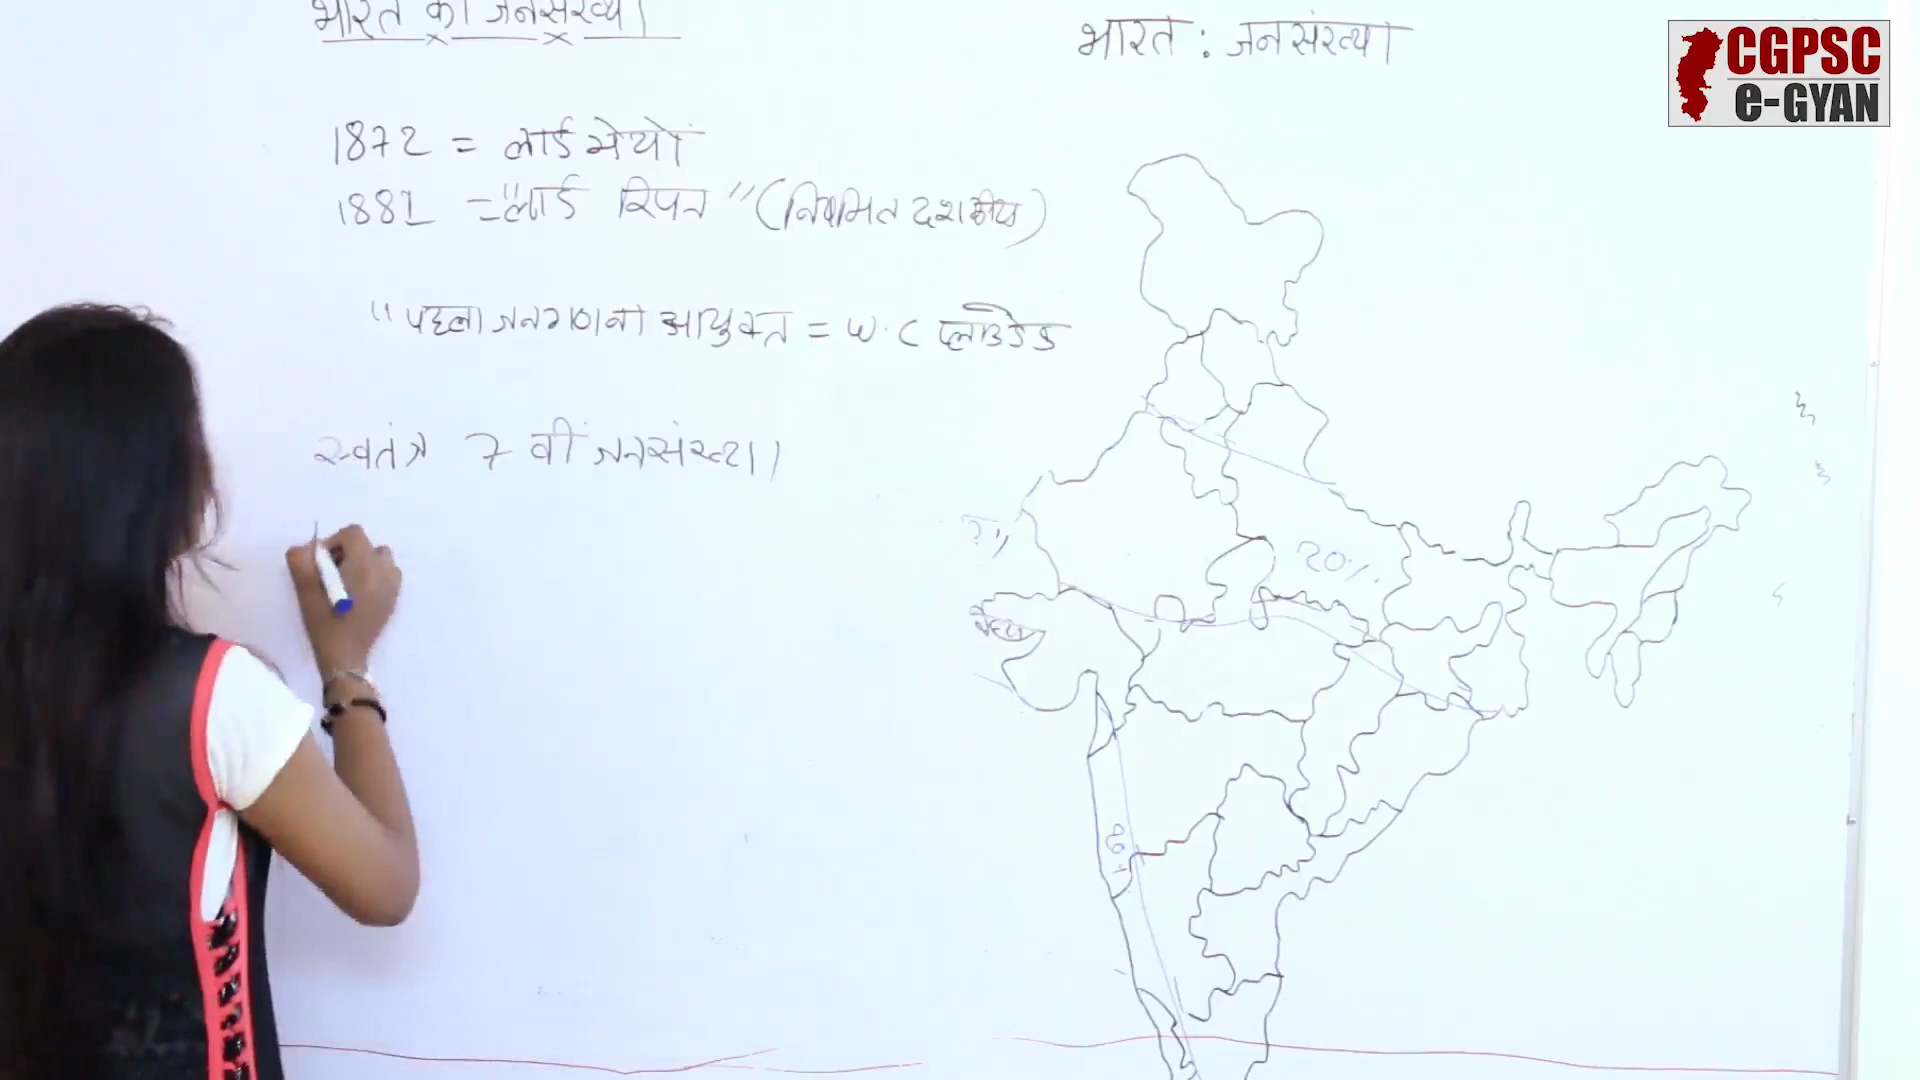 भारत की जनसंख्या
भारत : जनसंख्या
CGPSC
e-GYAN
1872 = लार्ड मेयो
1881 = "लार्ड रिपन" (नियमित दशकीय)
"पहला जनगणना आयुक्त = W.C प्लाउडेड
स्वतंत्र 7 वीं जनसंख्या
20%